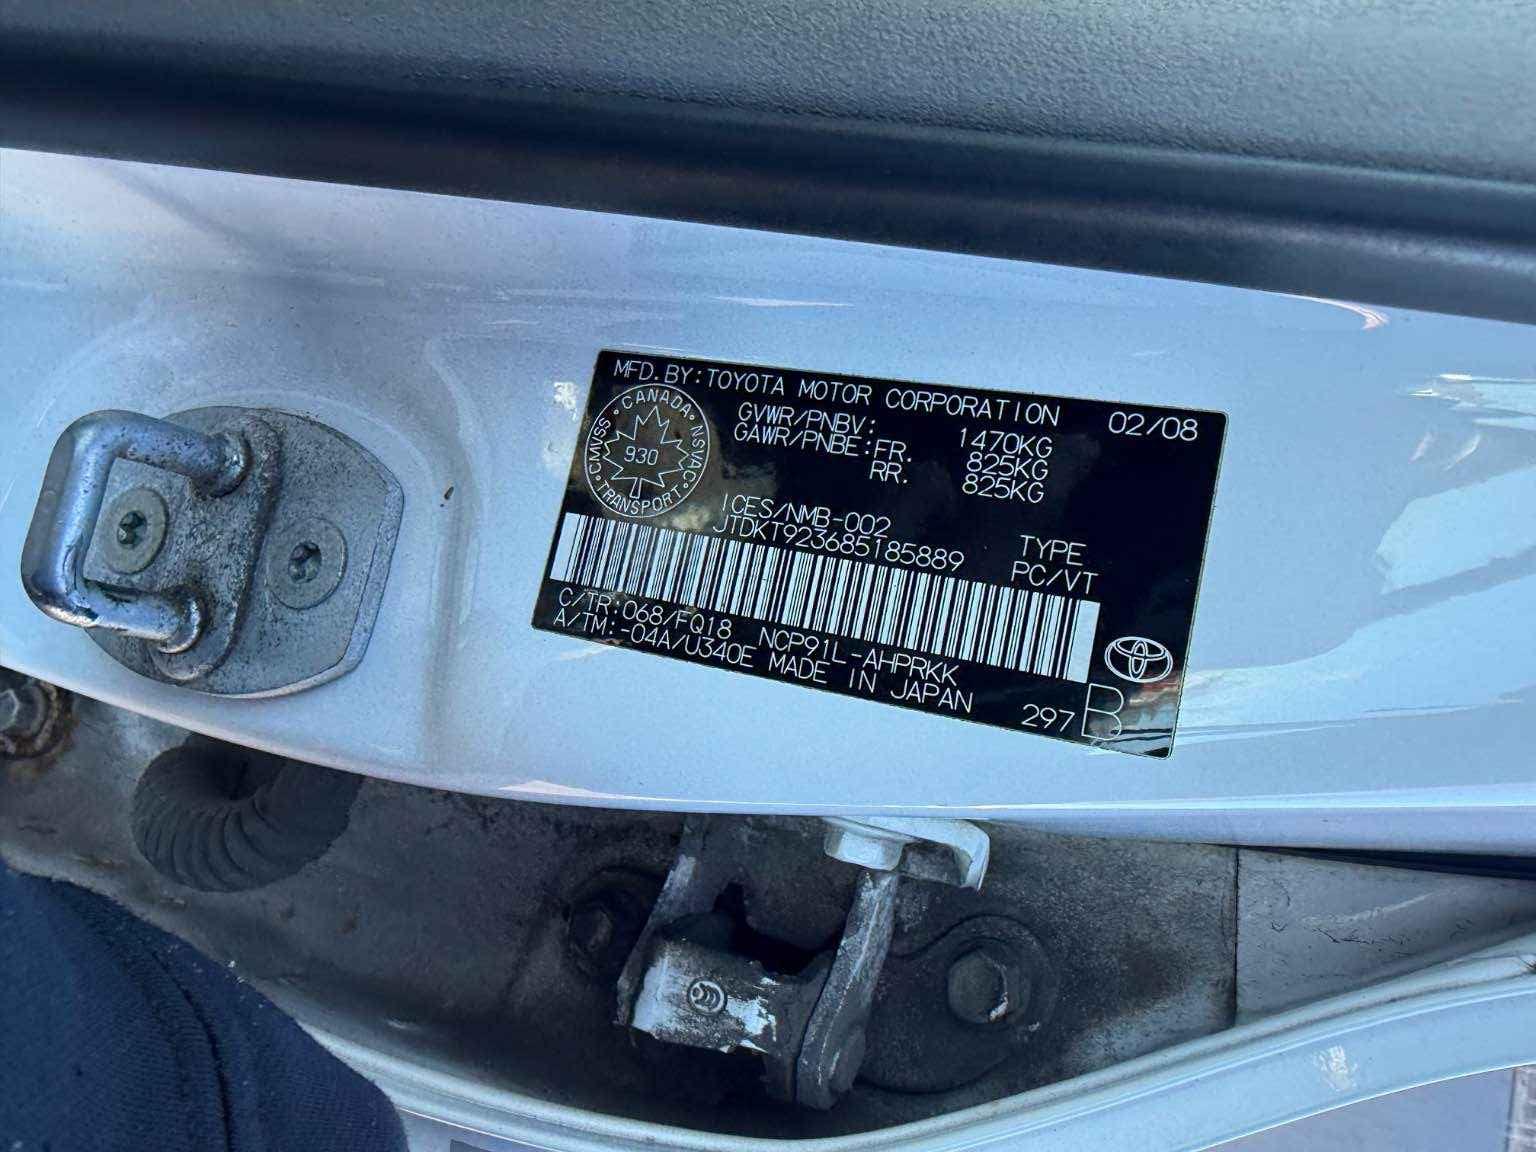 MFD.BY:TOYOTA MOTOR CORPORATION 02/08
GVWR/PNBV: 1470KG
GAWR/PNBE:FR. 825KG
RR. 825KG
CANADA
CMVSS NSVAC
930
TRANSPORT
ICES/NMB-002
JTDKT923685185889
TYPE
PC/VT
C/TR:068/FQ18 NCP91L-AHPRKK
A/TM:-04A/U340E MADE IN JAPAN
297 B